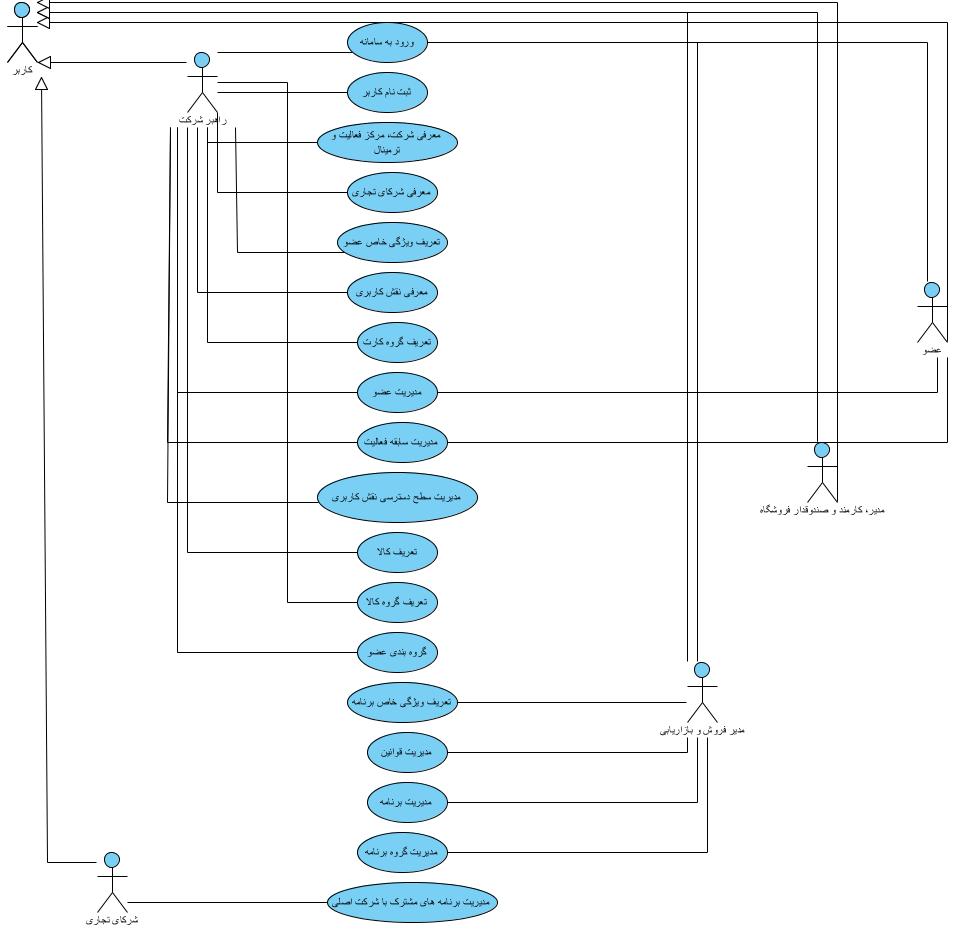 کاربر
ورود به سامانه
ثبت نام کاربر
راهبر شرکت
معرفی شرکت، مرکز فعالیت و
ترمینال
معرفی شرکای تجاری
تعریف ویژگی خاص عضو
معرفی نقش کاربری
تعریف گروه کارت
عضو
مدیریت عضو
مدیریت سابقه فعالیت
مدیریت سطح دسترسی نقش کاربری
مدیر، کارمند و صندوقدار فروشگاه
تعریف کالا
تعریف گروه کالا
گروه بندی عضو
تعریف ویژگی خاص برنامه
مدیر فروش و بازاریابی
مدیریت قوانین
مدیریت برنامه
مدیریت گروه برنامه
مدیریت برنامه های مشترک با شرکت اصلی
شرکای تجاری